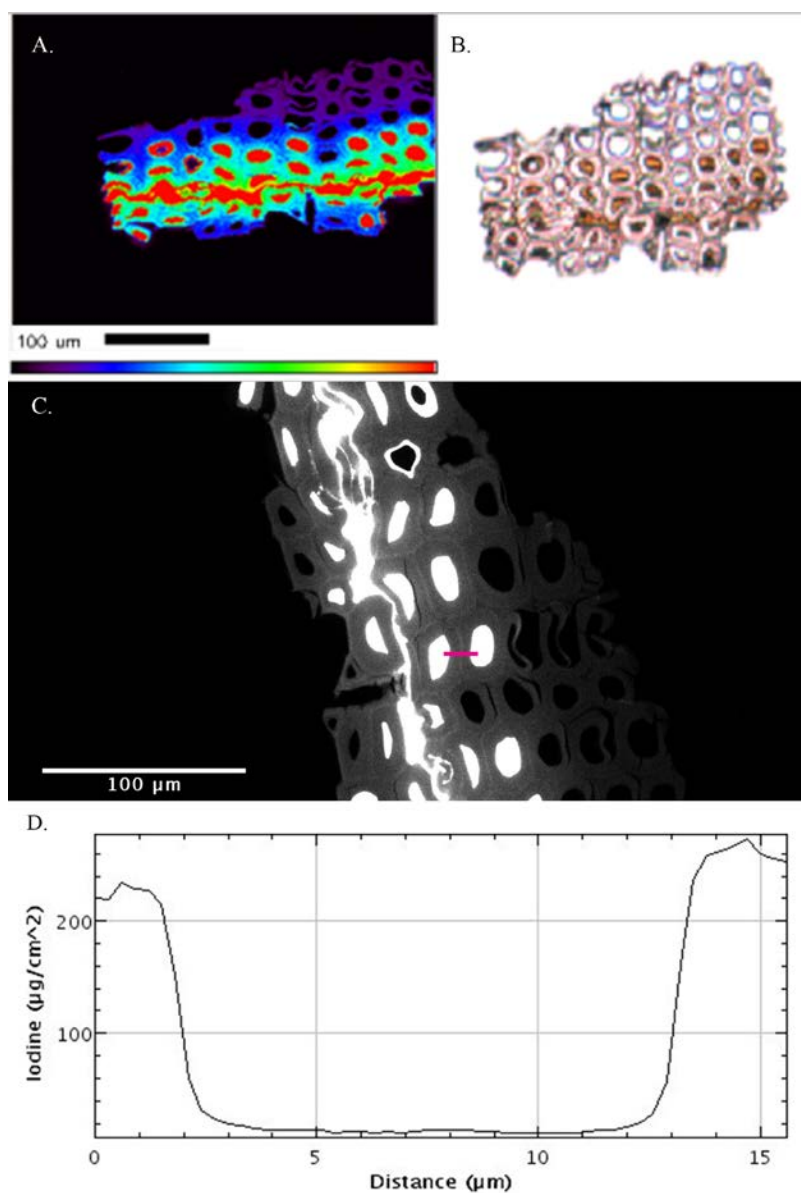 A.
B.
100 um
C.
100 µm
D.
Iodine (µg/cm^2)
200
100
0
5
10
15
Distance (µm)